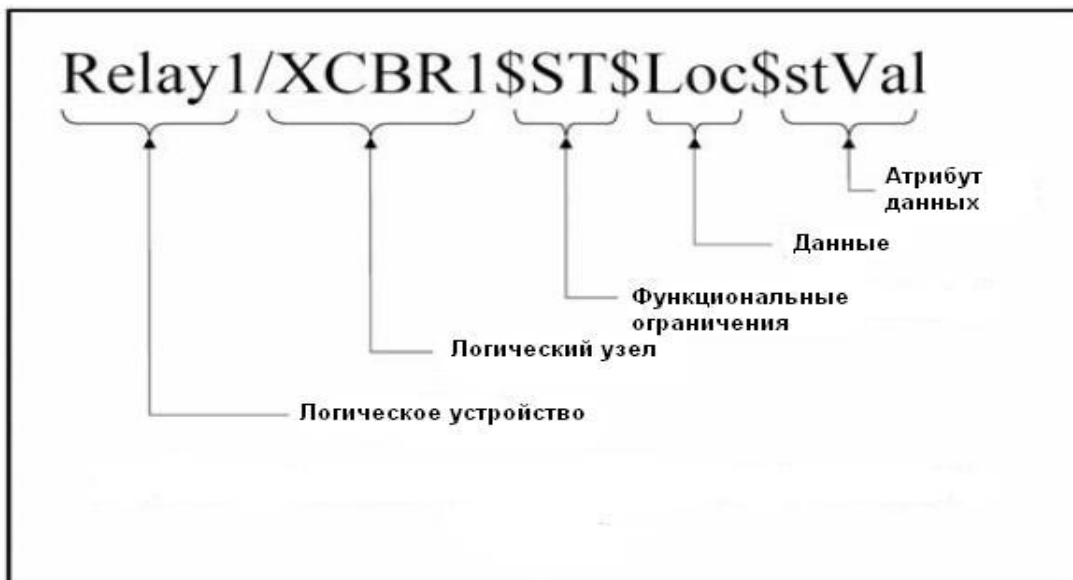 Relay1/XCBR1$ST$Loc$stVal
Атрибут
данных
Данные
Функциональные
ограничения
Логический узел
Логическое устройство